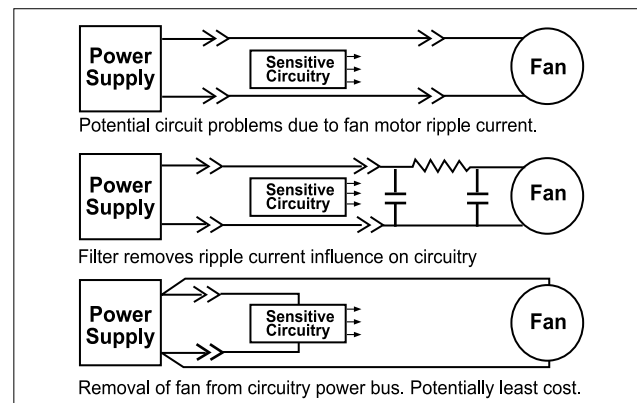 Power
Supply
Sensitive
Circuitry
Fan
Potential circuit problems due to fan motor ripple current.
Power
Supply
Sensitive
Circuitry
Fan
Filter removes ripple current influence on circuitry
Power
Supply
Sensitive
Circuitry
Fan
Removal of fan from circuitry power bus. Potentially least cost.